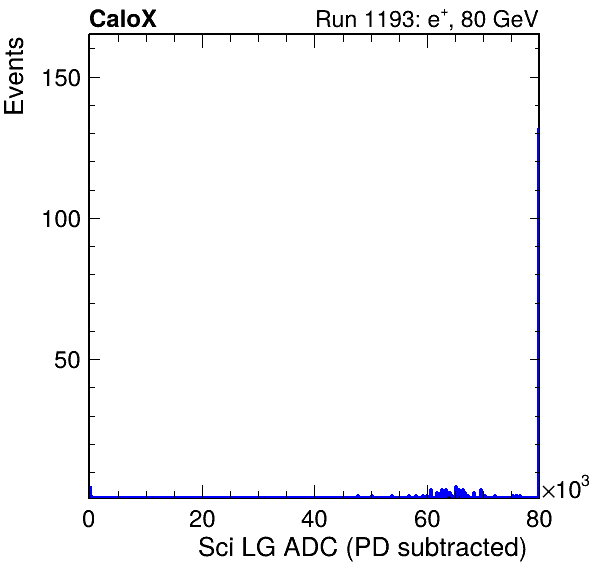 CaloX Run 1193: e⁺, 80 GeV
Events
150
100
50
0 20 40 60 80
×10³
Sci LG ADC (PD subtracted)